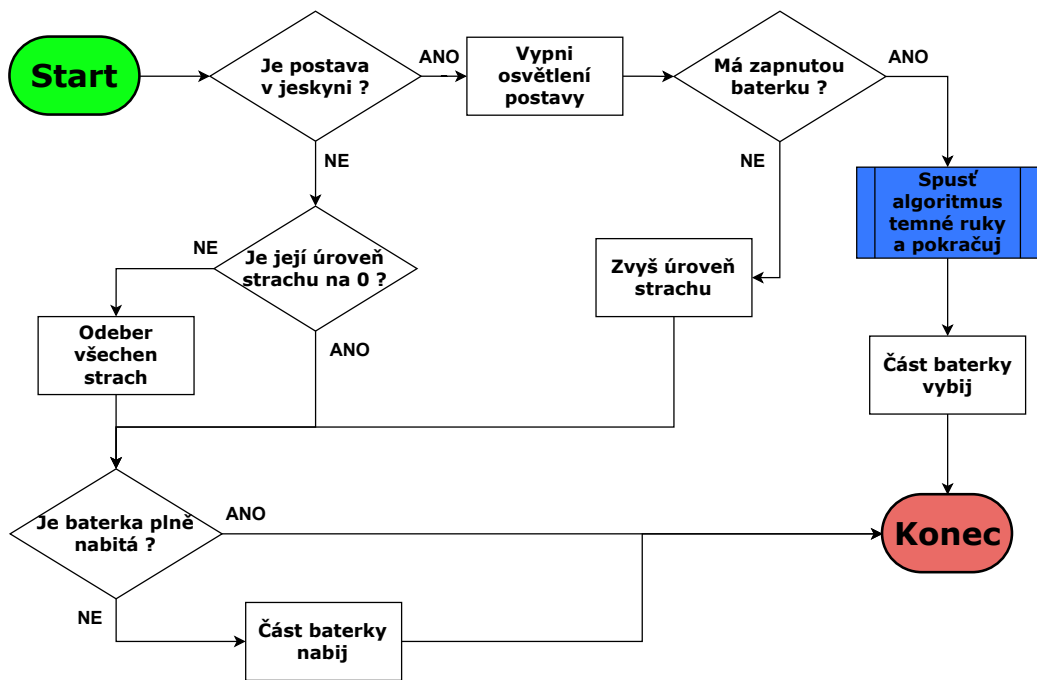 Start
Je postava
v jeskyni ?
ANO
Vypni
osvětlení
postavy
Má zapnutou
baterku ?
ANO
NE
NE
Spusť
algoritmus
temné ruky
a pokračuj
Je její úroveň
strachu na 0 ?
NE
ANO
Zvyš úroveň
strachu
Odeber
všechen
strach
Část baterky
vybij
Je baterka plně
nabitá ?
ANO
NE
Konec
Část baterky
nabij